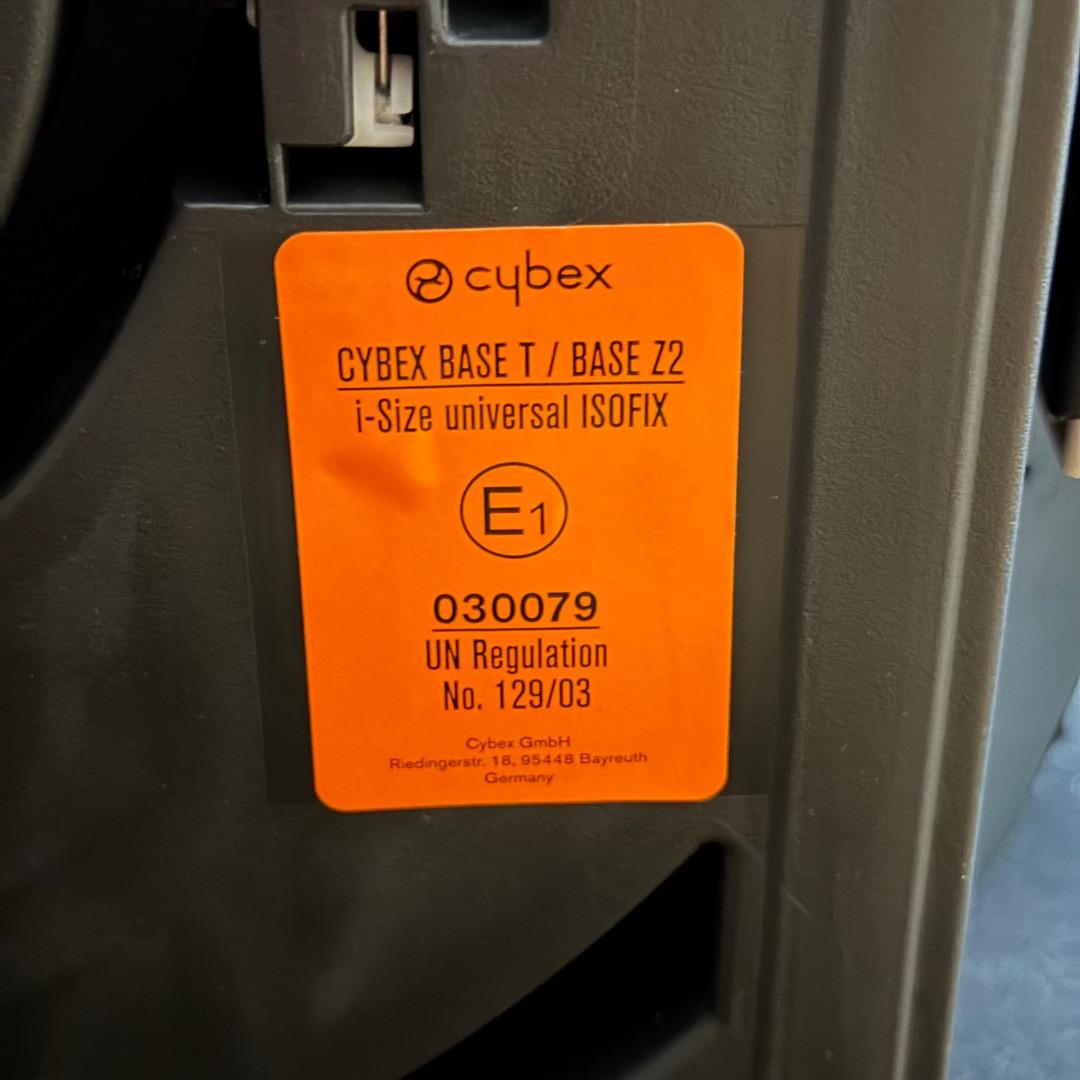 cybex
CYBEX BASE T / BASE Z2
i-Size universal ISOFIX
E1
030079
UN Regulation
No. 129/03
Cybex GmbH
Riedingerstr. 18, 95448 Bayreuth
Germany